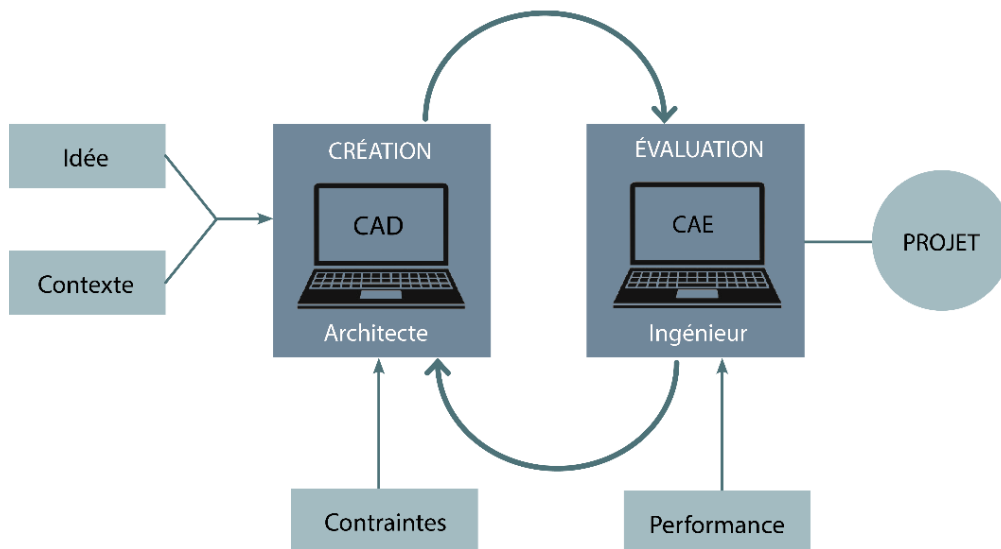 Idée
Contexte
CRÉATION
CAD
Architecte
ÉVALUATION
CAE
Ingénieur
PROJET
Contraintes
Performance